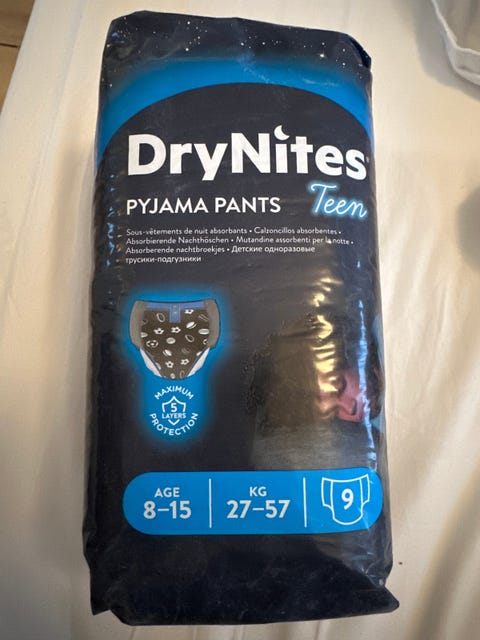 DryNites
PYJAMA PANTS Teen
Sous-vêtements de nuit absorbants • Calzoncillos absorbentes •
Absorbierende Nachthöschen • Mutandine assorbenti per la notte •
Absorberende nachtbroekjes • Детские одноразовые
трусики-подгузники
MAXIMUM
5
LAYERS
PROTECTION
AGE
8–15
KG
27–57
9